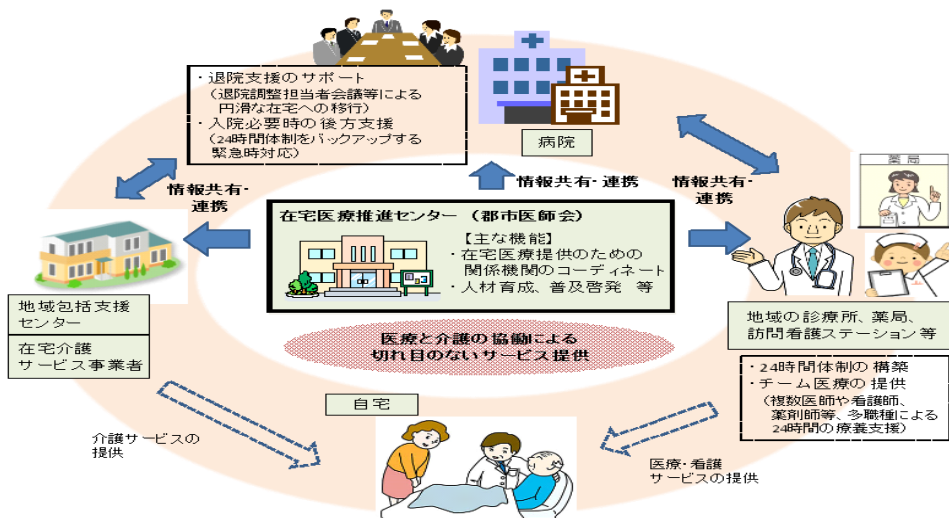 ・退院支援のサポート
（退院調整担当者会議等による
円滑な在宅への移行）
・入院必要時の後方支援
（24時間体制をバックアップする
緊急時対応）
病院
薬局
情報共有・
連携
情報共有・連携
情報共有・
連携
在宅医療推進センター（郡市医師会）
【主な機能】
・在宅医療提供のための
関係機関のコーディネート
・人材育成、普及啓発 等
地域包括支援
センター
在宅介護
サービス事業者
地域の診療所、薬局、
訪問看護ステーション等
医療と介護の協働による
切れ目のないサービス提供
・24時間体制の構築
・チーム医療の提供
（複数医師や看護師、
薬剤師等、多職種による
24時間の療養支援）
自宅
介護サービスの
提供
医療・看護
サービスの提供